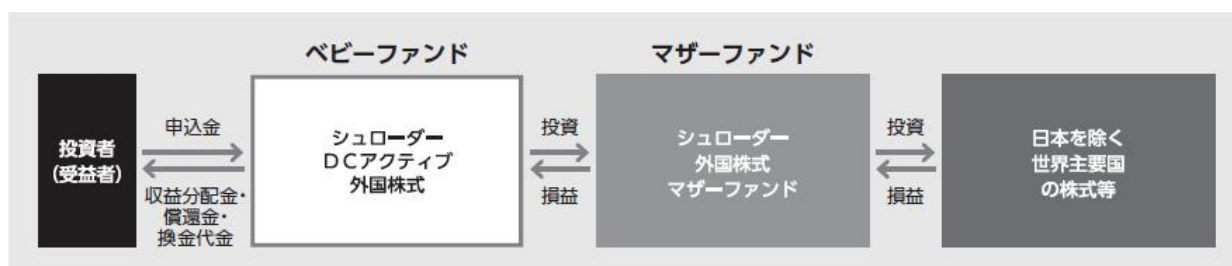 ベビーファンド
マザーファンド
投資者
(受益者)
申込金
収益分配金・
償還金・
換金代金
シュローダー
DCアクティブ
外国株式
投資
損益
シュローダー
外国株式
マザーファンド
投資
損益
日本を除く
世界主要国
の株式等